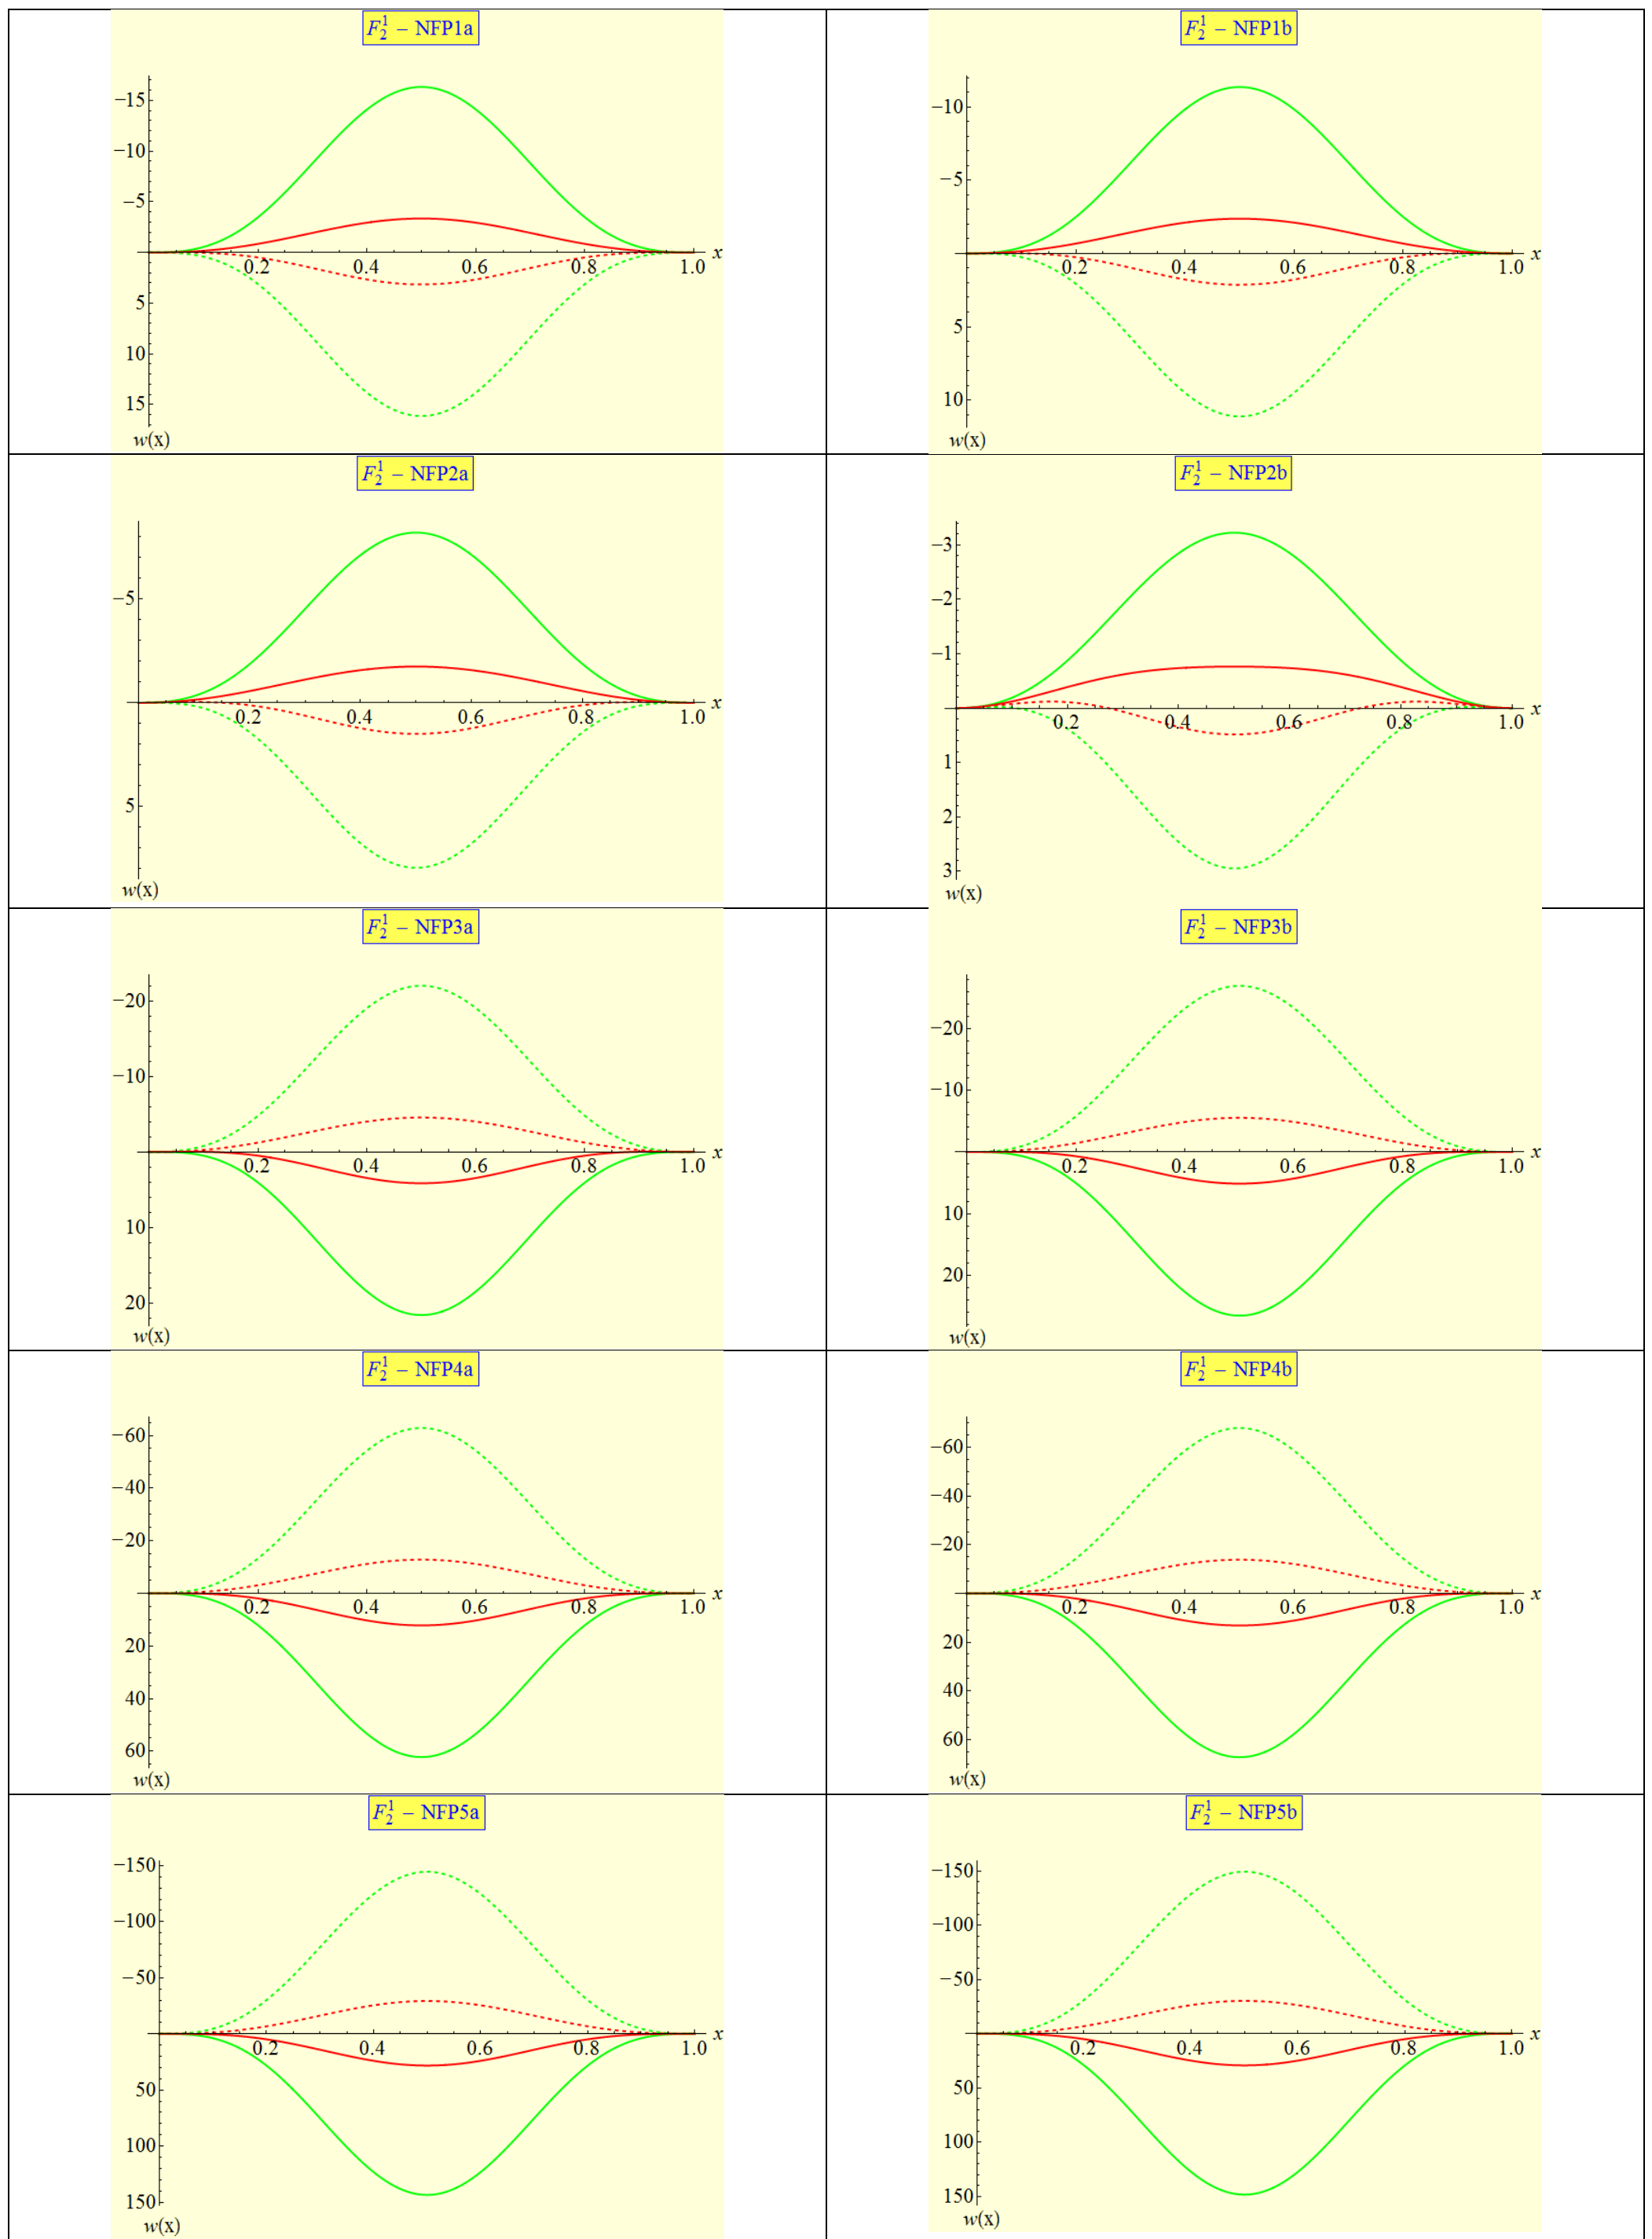 F₂¹ – NFP1a
−15
−10
−5
0.2 0.4 0.6 0.8 1.0 x
5
10
15
w(x)
F₂¹ – NFP1b
−10
−5
0.2 0.4 0.6 0.8 1.0 x
5
10
w(x)
F₂¹ – NFP2a
−5
0.2 0.4 0.6 0.8 1.0 x
5
w(x)
F₂¹ – NFP2b
−3
−2
−1
0.2 0.4 0.6 0.8 1.0 x
1
2
3
w(x)
F₂¹ – NFP3a
−20
−10
0.2 0.4 0.6 0.8 1.0 x
10
20
w(x)
F₂¹ – NFP3b
−20
−10
0.2 0.4 0.6 0.8 1.0 x
10
20
w(x)
F₂¹ – NFP4a
−60
−40
−20
0.2 0.4 0.6 0.8 1.0 x
20
40
60
w(x)
F₂¹ – NFP4b
−60
−40
−20
0.2 0.4 0.6 0.8 1.0 x
20
40
60
w(x)
F₂¹ – NFP5a
−150
−100
−50
0.2 0.4 0.6 0.8 1.0 x
50
100
150
w(x)
F₂¹ – NFP5b
−150
−100
−50
0.2 0.4 0.6 0.8 1.0 x
50
100
150
w(x)